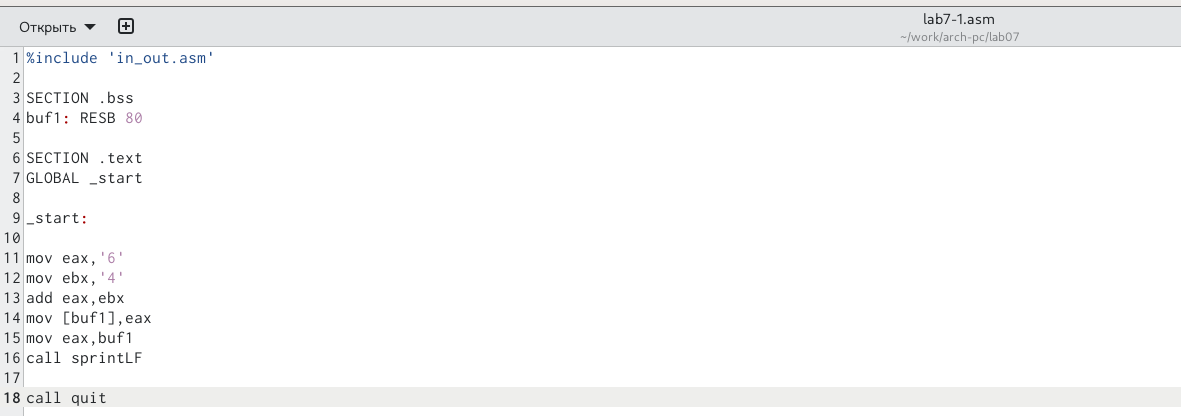 Открыть
lab7-1.asm
~/work/arch-pc/lab07
1 %include 'in_out.asm'
2
3 SECTION .bss
4 buf1: RESB 80
5
6 SECTION .text
7 GLOBAL _start
8
9 _start:
10
11 mov eax,'6'
12 mov ebx,'4'
13 add eax,ebx
14 mov [buf1],eax
15 mov eax,buf1
16 call sprintLF
17
18 call quit